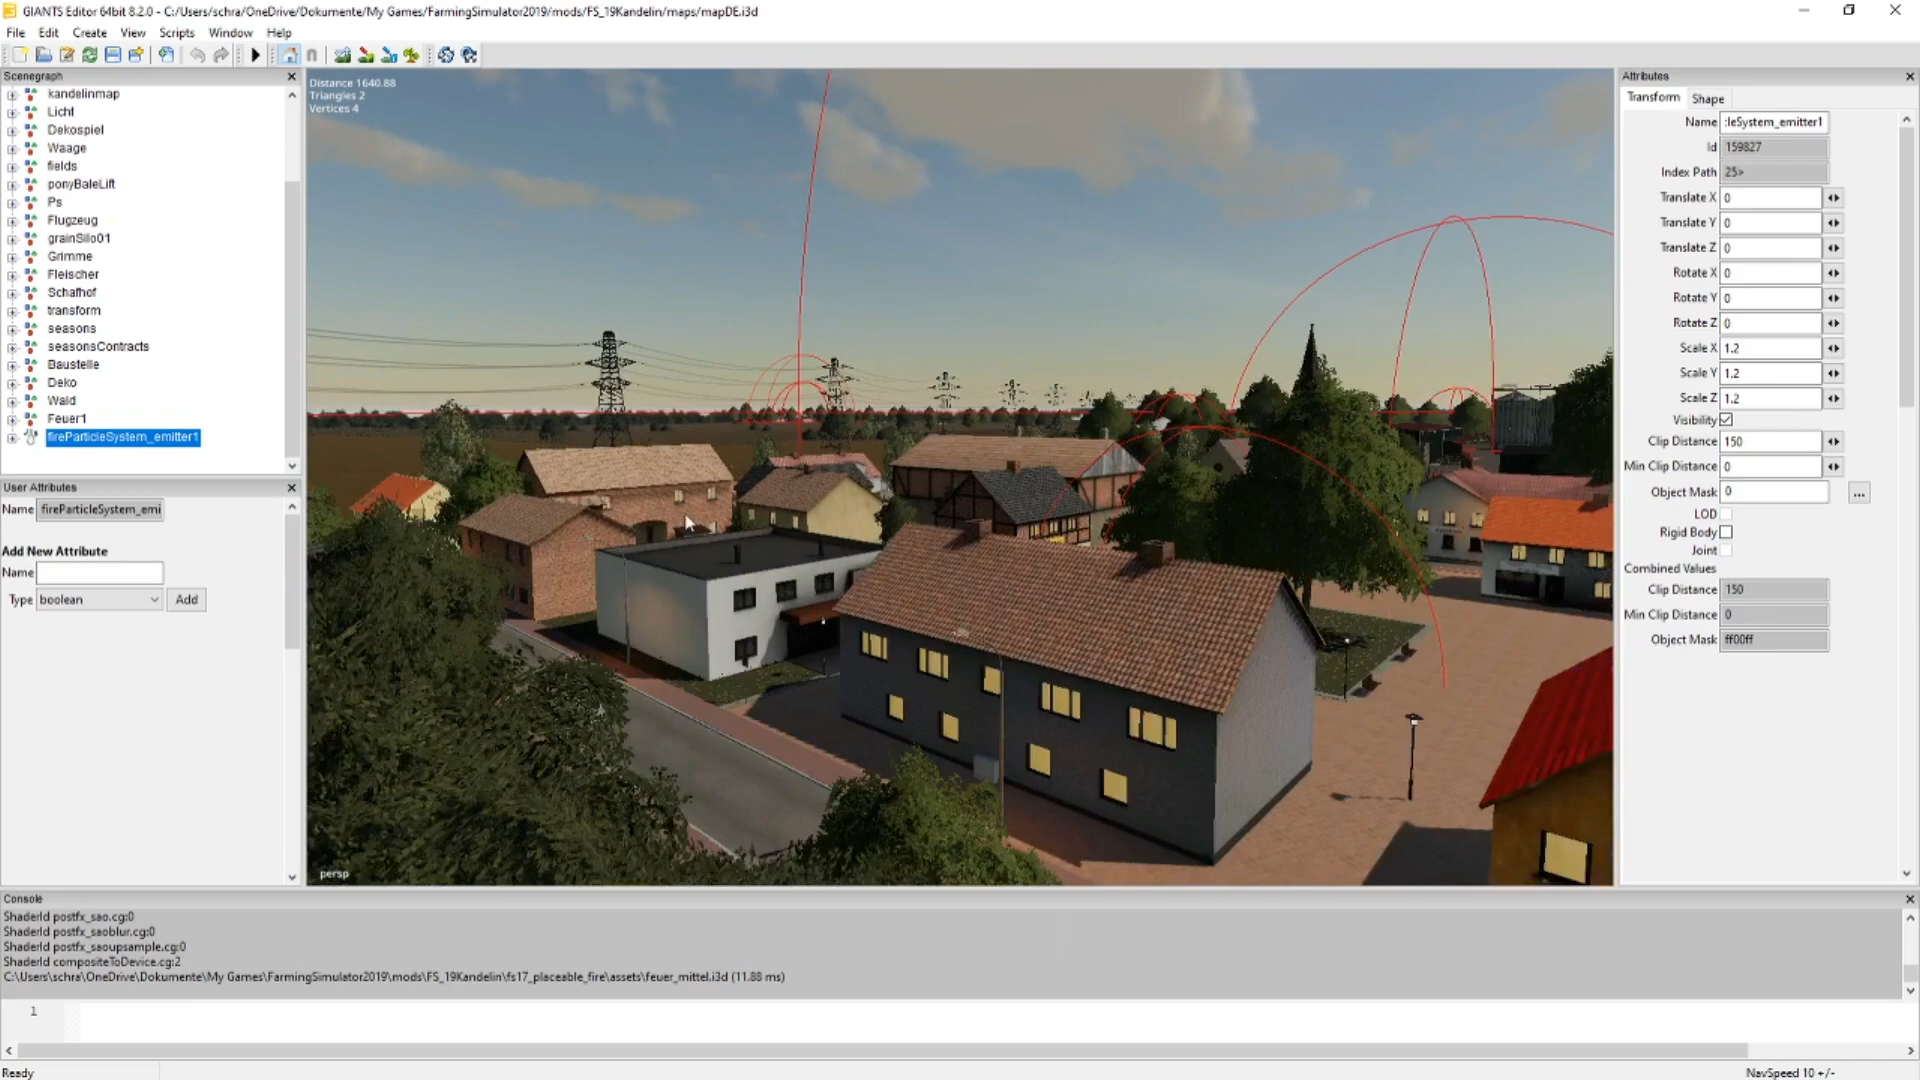 GIANTS Editor 64bit 8.2.0 - C:/Users/schra/OneDrive/Dokumente/My Games/FarmingSimulator2019/mods/FS_19Kandelin/maps/mapDE.i3d
File Edit Create View Scripts Window Help
Scenegraph
kandelinmap
Licht
Dekospiel
Waage
fields
ponyBaleLift
Ps
Flugzeug
grainSilo01
Grimme
Fleischer
Schafhof
transform
seasons
seasonsContracts
Baustelle
Deko
Wald
Feuer1
fireParticleSystem_emitter1
User Attributes
Name fireParticleSystem_emi
Add New Attribute
Name
Type boolean Add
Distance 1640.88
Triangles 2
Vertices 4
persp
Attributes
Transform Shape
Name :leSystem_emitter1
Id 159827
Index Path 25>
Translate X 0
Translate Y 0
Translate Z 0
Rotate X 0
Rotate Y 0
Rotate Z 0
Scale X 1.2
Scale Y 1.2
Scale Z 1.2
Visibility
Clip Distance 150
Min Clip Distance 0
Object Mask 0 ...
LOD
Rigid Body
Joint
Combined Values
Clip Distance 150
Min Clip Distance 0
Object Mask ff00ff
Console
ShaderId postfx_sao.cg:0
ShaderId postfx_saoblur.cg:0
ShaderId postfx_saoupsample.cg:0
ShaderId compositeToDevice.cg:2
C:\Users\schra\OneDrive\Dokumente\My Games\FarmingSimulator2019\mods\FS_19Kandelin\fs17_placeable_fire\assets\feuer_mittel.i3d (11.88 ms)
1
Ready
NavSpeed 10 +/-